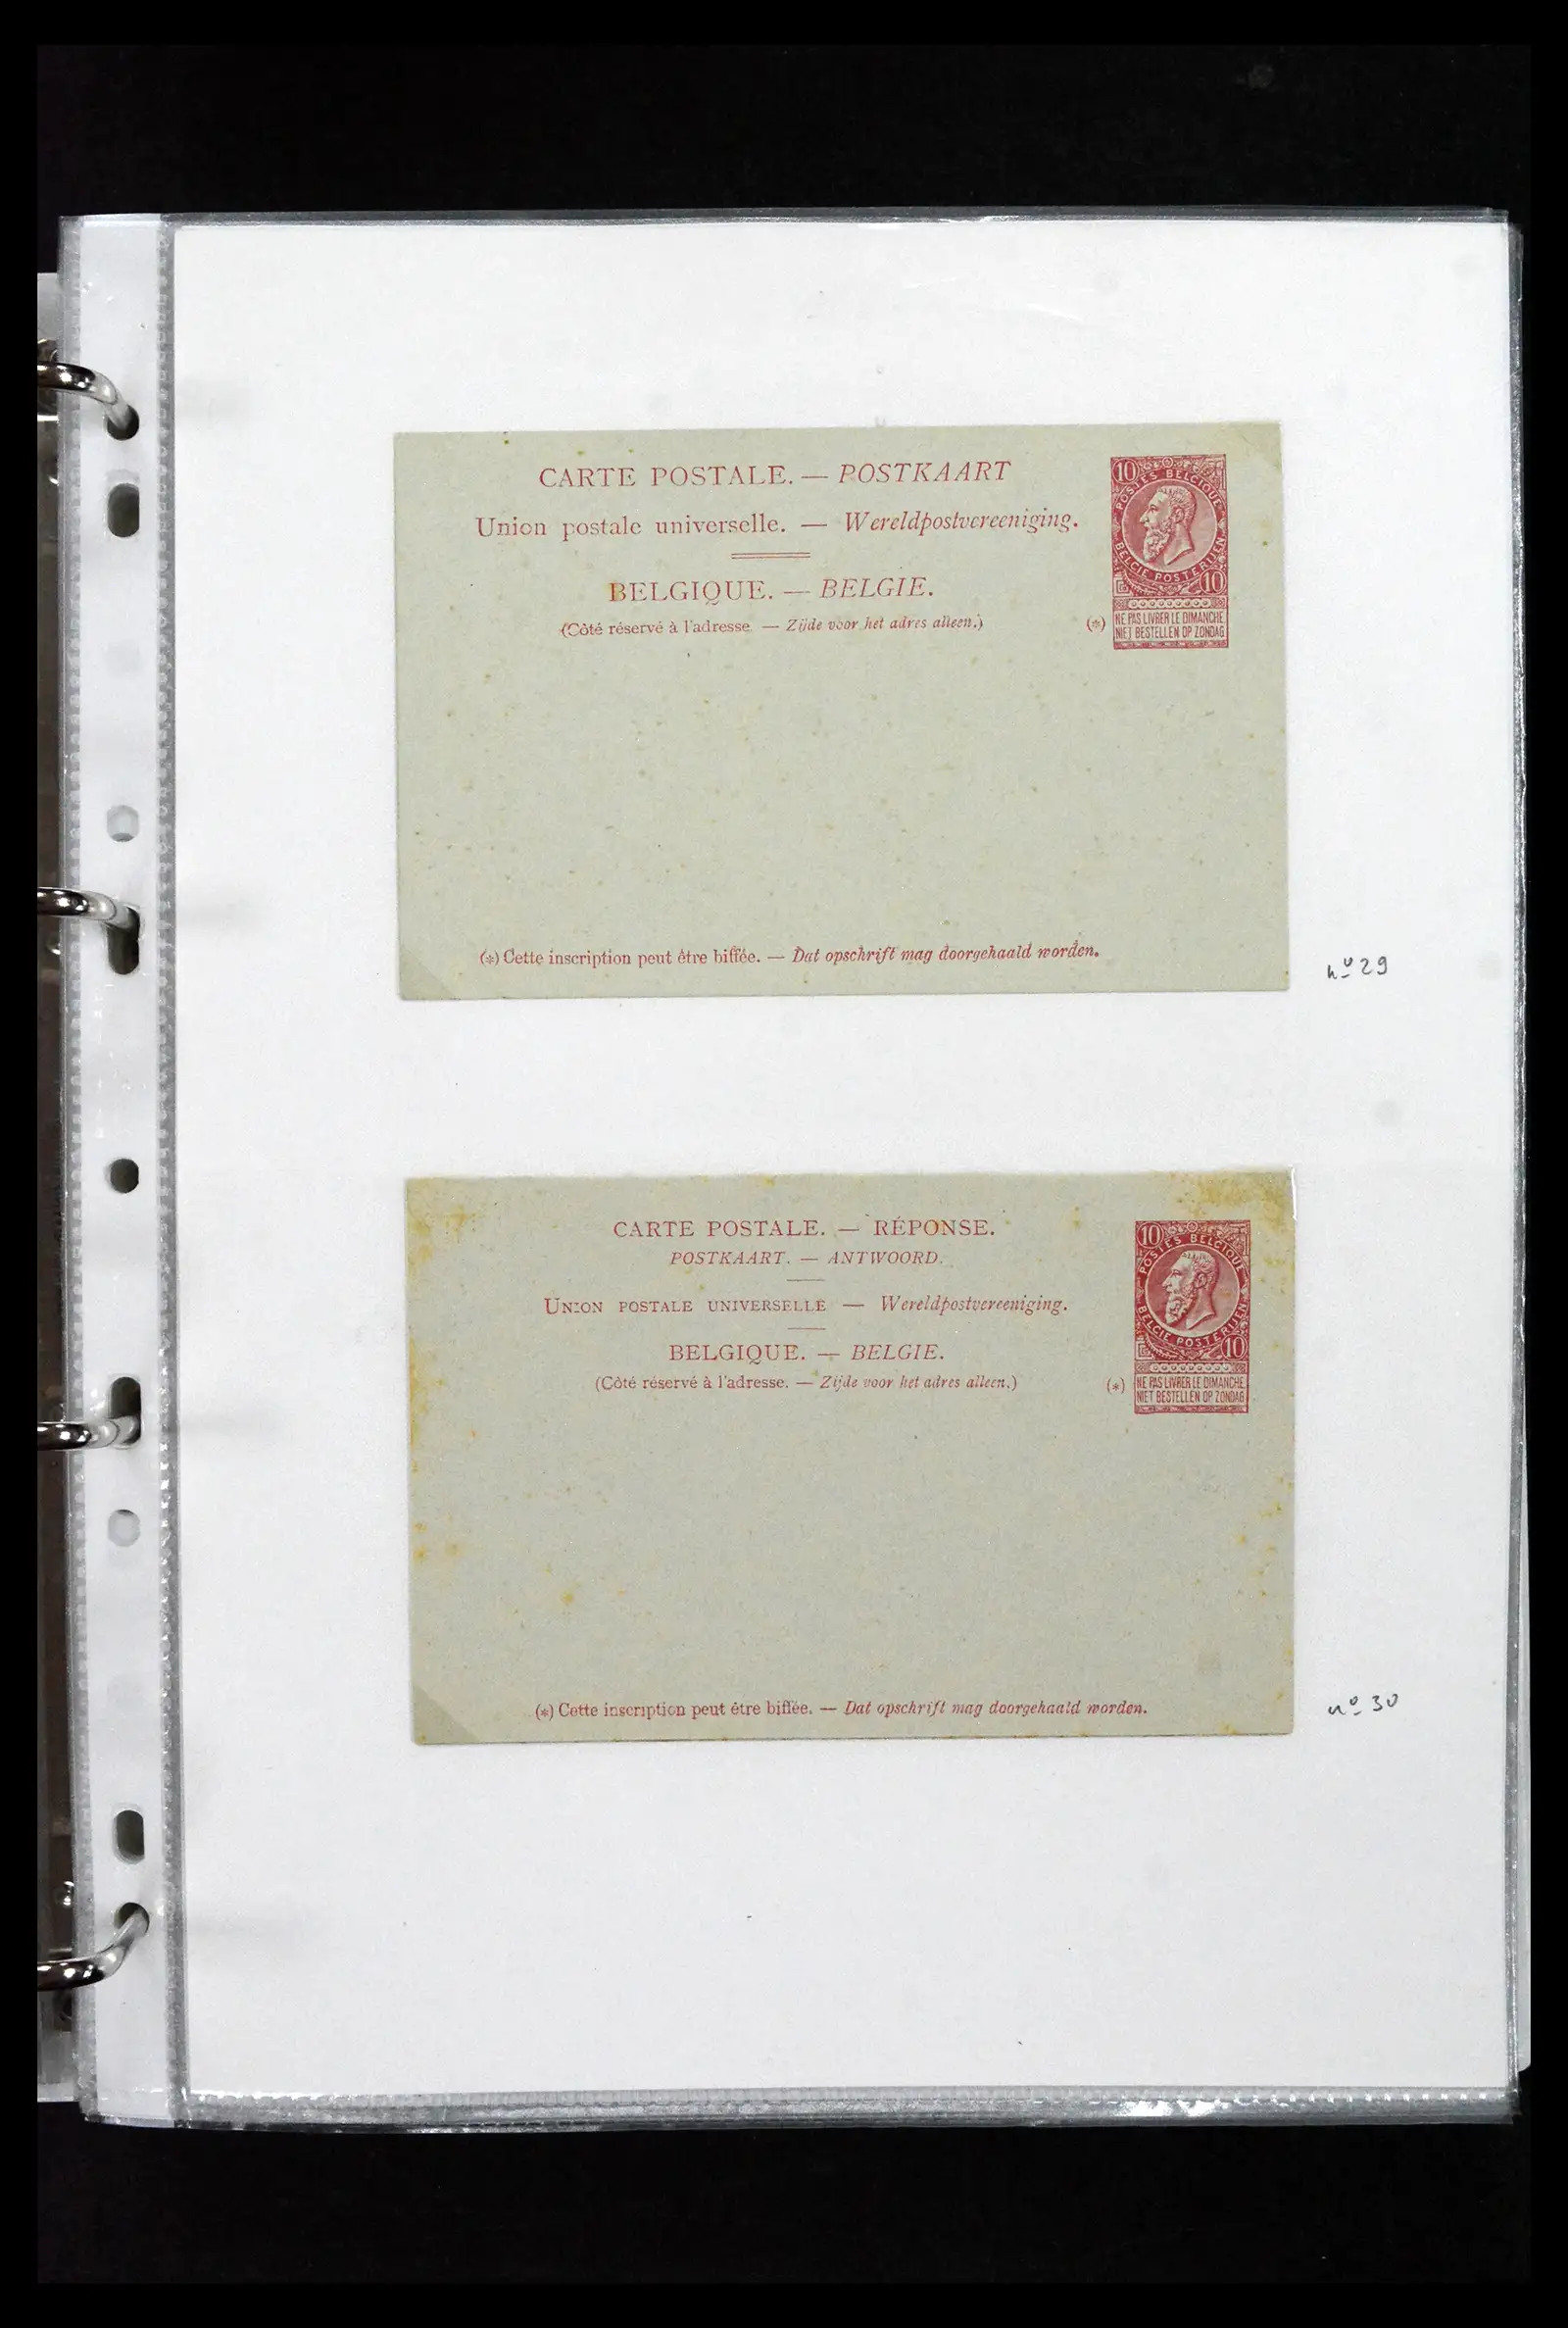 CARTE POSTALE. — POSTKAART
Union postale universelle. — Wereldpostvereeniging.
BELGIQUE. — BELGIE.
(Côté réservé à l'adresse. — Zijde voor het adres alleen.)
10
POSTES BELGIQUE
BELGIE POSTERIJEN
10
(*) NE PAS LIVRER LE DIMANCHE
NIET BESTELLEN OP ZONDAG
(*) Cette inscription peut être biffée. — Dat opschrift mag doorgehaald worden.
nº 29
CARTE POSTALE. — RÉPONSE.
POSTKAART. — ANTWOORD.
UNION POSTALE UNIVERSELLE — Wereldpostvereeniging.
BELGIQUE. — BELGIE.
(Côté réservé à l'adresse. — Zijde voor het adres alleen.)
10
POSTES BELGIQUE
BELGIE POSTERIJEN
10
(*) NE PAS LIVRER LE DIMANCHE
NIET BESTELLEN OP ZONDAG
(*) Cette inscription peut être biffée. — Dat opschrift mag doorgehaald worden.
nº 30